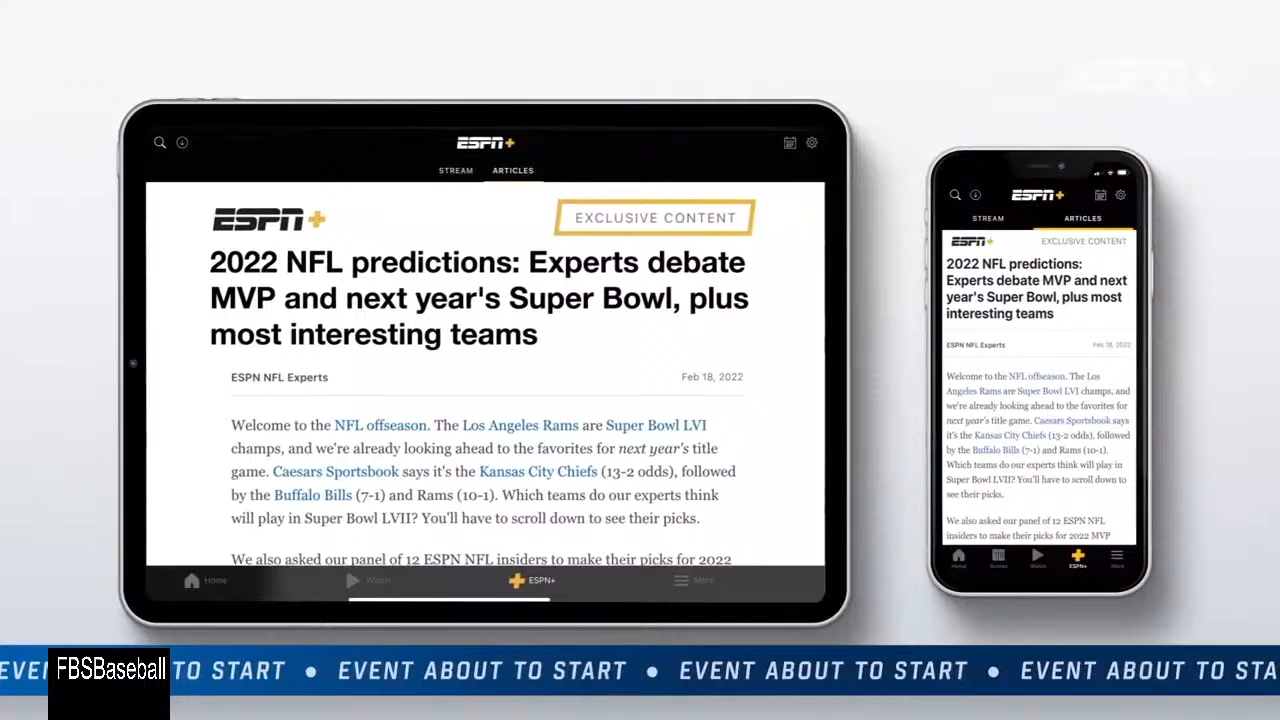 ESPN+
ESPN+
STREAM ARTICLES
ESPN+
EXCLUSIVE CONTENT
2022 NFL predictions: Experts debate
MVP and next year's Super Bowl, plus
most interesting teams
ESPN NFL Experts
Feb 18, 2022
Welcome to the NFL offseason. The Los Angeles Rams are Super Bowl LVI
champs, and we're already looking ahead to the favorites for next year's title
game. Caesars Sportsbook says it's the Kansas City Chiefs (13-2 odds), followed
by the Buffalo Bills (7-1) and Rams (10-1). Which teams do our experts think
will play in Super Bowl LVII? You'll have to scroll down to see their picks.
We also asked our panel of 12 ESPN NFL insiders to make their picks for 2022
Home Watch ESPN+ More
ESPN+
STREAM ARTICLES
ESPN+ EXCLUSIVE CONTENT
2022 NFL predictions:
Experts debate MVP and next
year's Super Bowl, plus most
interesting teams
ESPN NFL Experts
Feb 18, 2022
Welcome to the NFL offseason. The Los
Angeles Rams are Super Bowl LVI champs, and
we're already looking ahead to the favorites for
next year's title game. Caesars Sportsbook says
it's the Kansas City Chiefs (13-2 odds), followed
by the Buffalo Bills (7-1) and Rams (10-1).
Which teams do our experts think will play in
Super Bowl LVII? You'll have to scroll down to
see their picks.
We also asked our panel of 12 ESPN NFL
insiders to make their picks for 2022 MVP
Home Scores Watch ESPN+ More
EVEN TO START • EVENT ABOUT TO START • EVENT ABOUT TO START • EVENT ABOUT TO STA
FBSBaseball